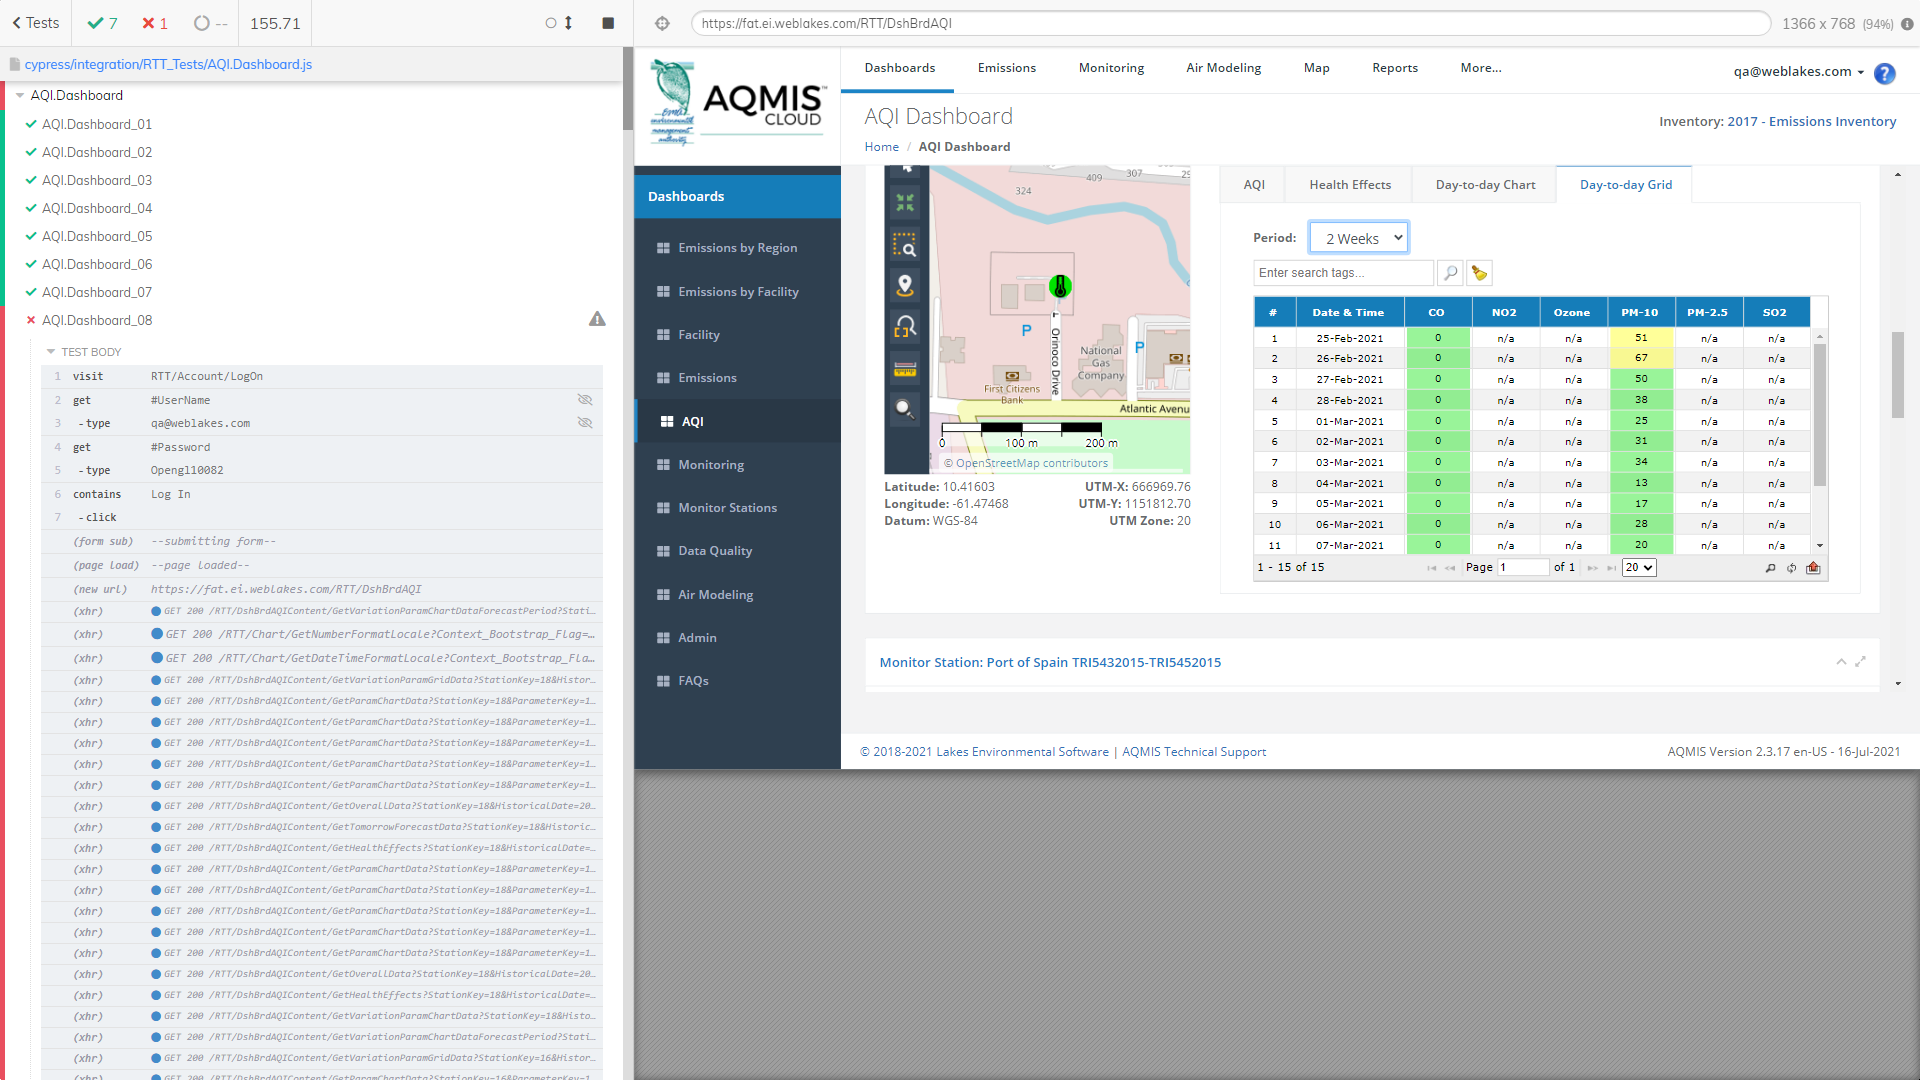 Tests
7
1
--
155.71
https://fat.ei.weblakes.com/RTT/DshBrdAQI
1366 x 768 (94%)
cypress/integration/RTT_Tests/AQI.Dashboard.js
AQI.Dashboard
AQI.Dashboard_01
AQI.Dashboard_02
AQI.Dashboard_03
AQI.Dashboard_04
AQI.Dashboard_05
AQI.Dashboard_06
AQI.Dashboard_07
AQI.Dashboard_08
TEST BODY
1 visit RTT/Account/LogOn
2 get #UserName
3 -type qa@weblakes.com
4 get #Password
5 -type Opengl10082
6 contains Log In
7 -click
(form sub) --submitting form--
(page load) --page loaded--
(new url) https://fat.ei.weblakes.com/RTT/DshBrdAQI
(xhr) GET 200 /RTT/DshBrdAQIContent/GetVariationParamChartDataForecastPeriod?Stati...
(xhr) GET 200 /RTT/Chart/GetNumberFormatLocale?Context_Bootstrap_Flag=...
(xhr) GET 200 /RTT/Chart/GetDateTimeFormatLocale?Context_Bootstrap_Fla...
(xhr) GET 200 /RTT/DshBrdAQIContent/GetVariationParamGridData?StationKey=18&Histor...
(xhr) GET 200 /RTT/DshBrdAQIContent/GetParamChartData?StationKey=18&ParameterKey=1...
(xhr) GET 200 /RTT/DshBrdAQIContent/GetParamChartData?StationKey=18&ParameterKey=1...
(xhr) GET 200 /RTT/DshBrdAQIContent/GetParamChartData?StationKey=18&ParameterKey=1...
(xhr) GET 200 /RTT/DshBrdAQIContent/GetParamChartData?StationKey=18&ParameterKey=1...
(xhr) GET 200 /RTT/DshBrdAQIContent/GetParamChartData?StationKey=18&ParameterKey=1...
(xhr) GET 200 /RTT/DshBrdAQIContent/GetOverallData?StationKey=18&HistoricalDate=20...
(xhr) GET 200 /RTT/DshBrdAQIContent/GetTomorrowForecastData?StationKey=18&Historic...
(xhr) GET 200 /RTT/DshBrdAQIContent/GetHealthEffects?StationKey=18&HistoricalDate=...
(xhr) GET 200 /RTT/DshBrdAQIContent/GetParamChartData?StationKey=18&ParameterKey=1...
(xhr) GET 200 /RTT/DshBrdAQIContent/GetParamChartData?StationKey=18&ParameterKey=1...
(xhr) GET 200 /RTT/DshBrdAQIContent/GetParamChartData?StationKey=18&ParameterKey=1...
(xhr) GET 200 /RTT/DshBrdAQIContent/GetParamChartData?StationKey=18&ParameterKey=1...
(xhr) GET 200 /RTT/DshBrdAQIContent/GetParamChartData?StationKey=18&ParameterKey=1...
(xhr) GET 200 /RTT/DshBrdAQIContent/GetOverallData?StationKey=18&HistoricalDate=20...
(xhr) GET 200 /RTT/DshBrdAQIContent/GetHealthEffects?StationKey=18&HistoricalDate=...
(xhr) GET 200 /RTT/DshBrdAQIContent/GetVariationParamChartData?StationKey=18&Histo...
(xhr) GET 200 /RTT/DshBrdAQIContent/GetVariationParamChartDataForecastPeriod?Stati...
(xhr) GET 200 /RTT/DshBrdAQIContent/GetVariationParamGridData?StationKey=16&Histor...
(xhr) GET 200 /RTT/DshBrdAQIContent/GetParamChartData?StationKey=16&ParameterKey=1...
AQMIS
CLOUD
environmental management authority
Dashboards
Emissions by Region
Emissions by Facility
Facility
Emissions
AQI
Monitoring
Monitor Stations
Data Quality
Air Modeling
Admin
FAQs
Dashboards Emissions Monitoring Air Modeling Map Reports More...
qa@weblakes.com
?
AQI Dashboard
Home / AQI Dashboard
Inventory: 2017 - Emissions Inventory
409 307
324
P
P
Orinoco Drive
National
Gas
Company
First Citizens
Bank
Atlantic Avenu
0 100 m 200 m
© OpenStreetMap contributors
Latitude: 10.41603 UTM-X: 666969.76
Longitude: -61.47468 UTM-Y: 1151812.70
Datum: WGS-84 UTM Zone: 20
AQI Health Effects Day-to-day Chart Day-to-day Grid
Period: 2 Weeks
Enter search tags...
# Date & Time CO NO2 Ozone PM-10 PM-2.5 SO2
1 25-Feb-2021 0 n/a n/a 51 n/a n/a
2 26-Feb-2021 0 n/a n/a 67 n/a n/a
3 27-Feb-2021 0 n/a n/a 50 n/a n/a
4 28-Feb-2021 0 n/a n/a 38 n/a n/a
5 01-Mar-2021 0 n/a n/a 25 n/a n/a
6 02-Mar-2021 0 n/a n/a 31 n/a n/a
7 03-Mar-2021 0 n/a n/a 34 n/a n/a
8 04-Mar-2021 0 n/a n/a 13 n/a n/a
9 05-Mar-2021 0 n/a n/a 17 n/a n/a
10 06-Mar-2021 0 n/a n/a 28 n/a n/a
11 07-Mar-2021 0 n/a n/a 20 n/a n/a
1 - 15 of 15 Page 1 of 1 20
Monitor Station: Port of Spain TRI5432015-TRI5452015
© 2018-2021 Lakes Environmental Software | AQMIS Technical Support
AQMIS Version 2.3.17 en-US - 16-Jul-2021